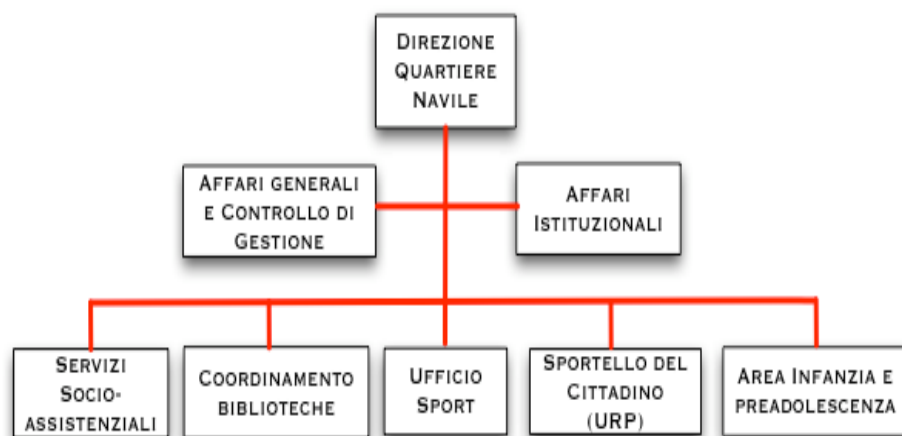 Direzione
Quartiere
Navile
Affari generali
e Controllo di
Gestione
Affari
Istituzionali
Servizi
Socio-
assistenziali
Coordinamento
biblioteche
Ufficio
Sport
Sportello del
Cittadino
(URP)
Area Infanzia e
preadolescenza